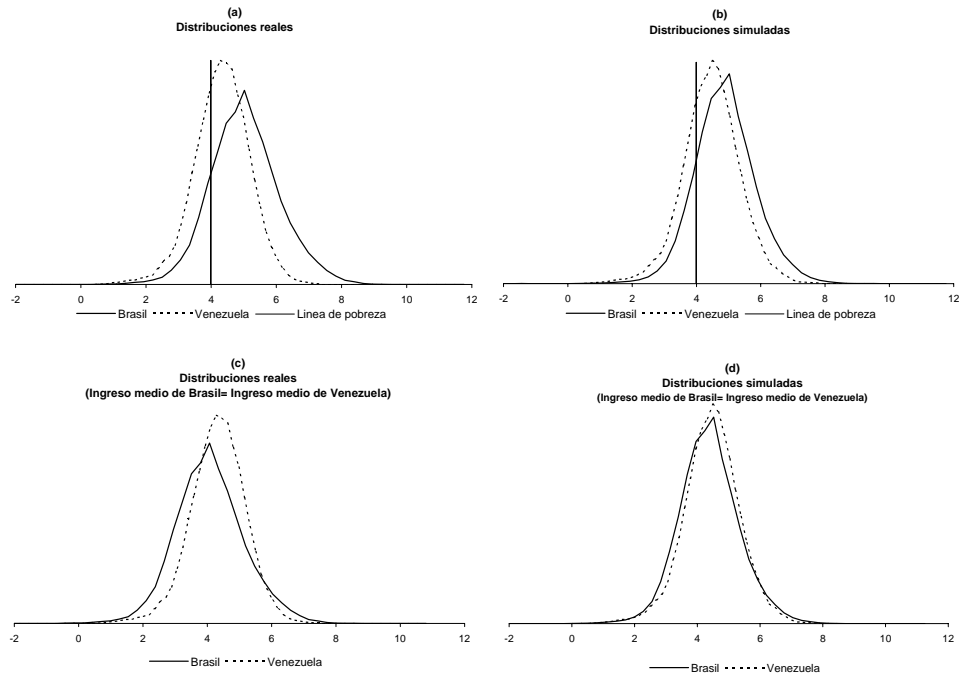 (a)
Distribuciones reales
-2 0 2 4 6 8 10 12
Brasil Venezuela Linea de pobreza
(b)
Distribuciones simuladas
-2 0 2 4 6 8 10 12
Brasil Venezuela Linea de pobreza
(c)
Distribuciones reales
(Ingreso medio de Brasil= Ingreso medio de Venezuela)
-2 0 2 4 6 8 10 12
Brasil Venezuela
(d)
Distribuciones simuladas
(Ingreso medio de Brasil= Ingreso medio de Venezuela)
-2 0 2 4 6 8 10 12
Brasil Venezuela